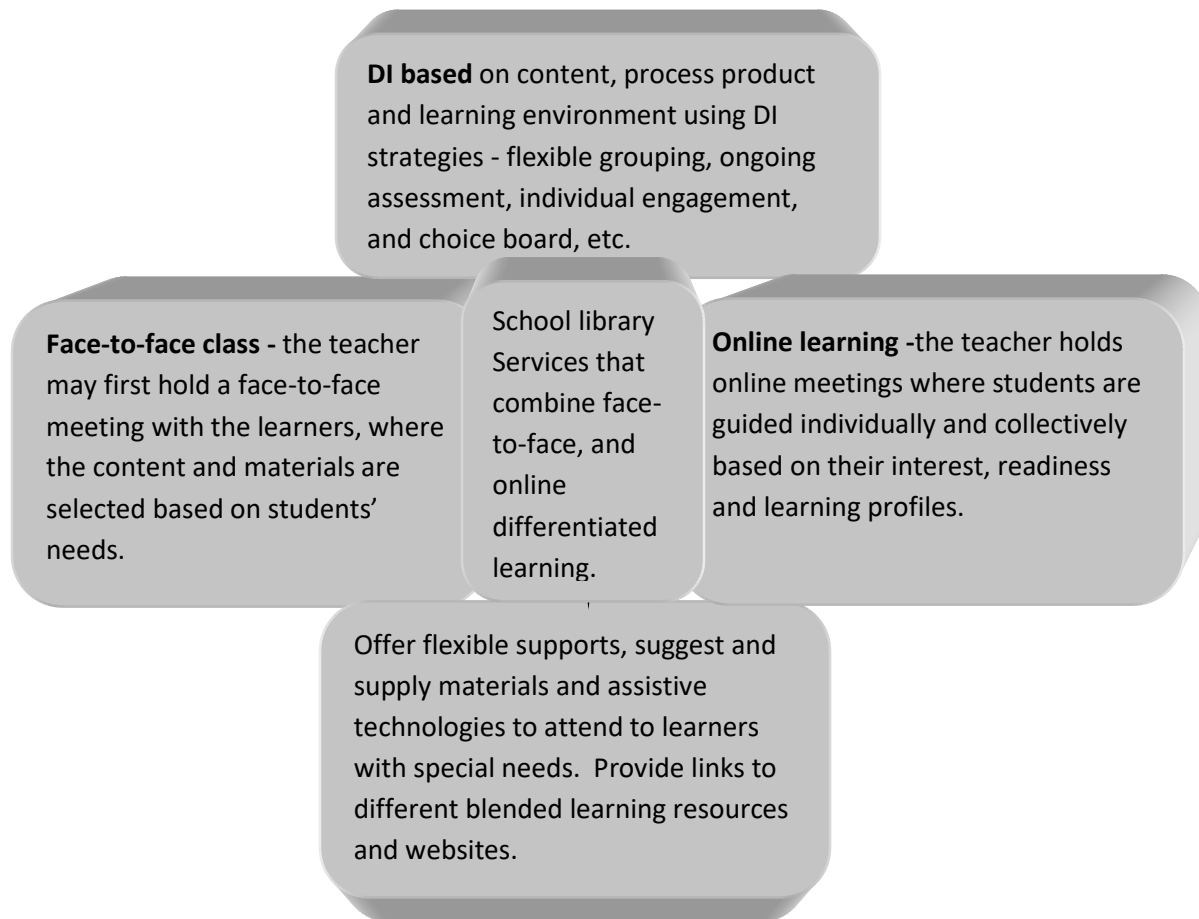 DI based on content, process product
and learning environment using DI
strategies - flexible grouping, ongoing
assessment, individual engagement,
and choice board, etc.
Face-to-face class - the teacher
may first hold a face-to-face
meeting with the learners, where
the content and materials are
selected based on students’
needs.
School library
Services that
combine face-
to-face, and
online
differentiated
learning.
Online learning -the teacher holds
online meetings where students are
guided individually and collectively
based on their interest, readiness
and learning profiles.
Offer flexible supports, suggest and
supply materials and assistive
technologies to attend to learners
with special needs.  Provide links to
different blended learning resources
and websites.